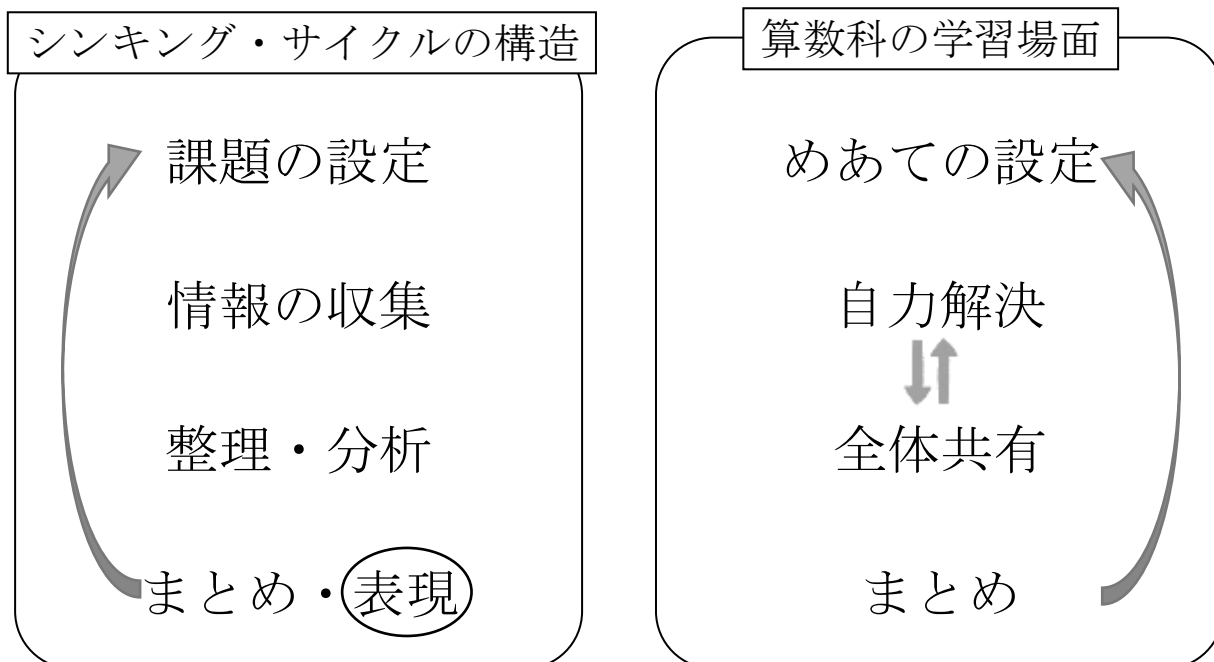 シンキング・サイクルの構造
課題の設定
情報の収集
整理・分析
まとめ・表現
算数科の学習場面
めあての設定
自力解決
全体共有
まとめ